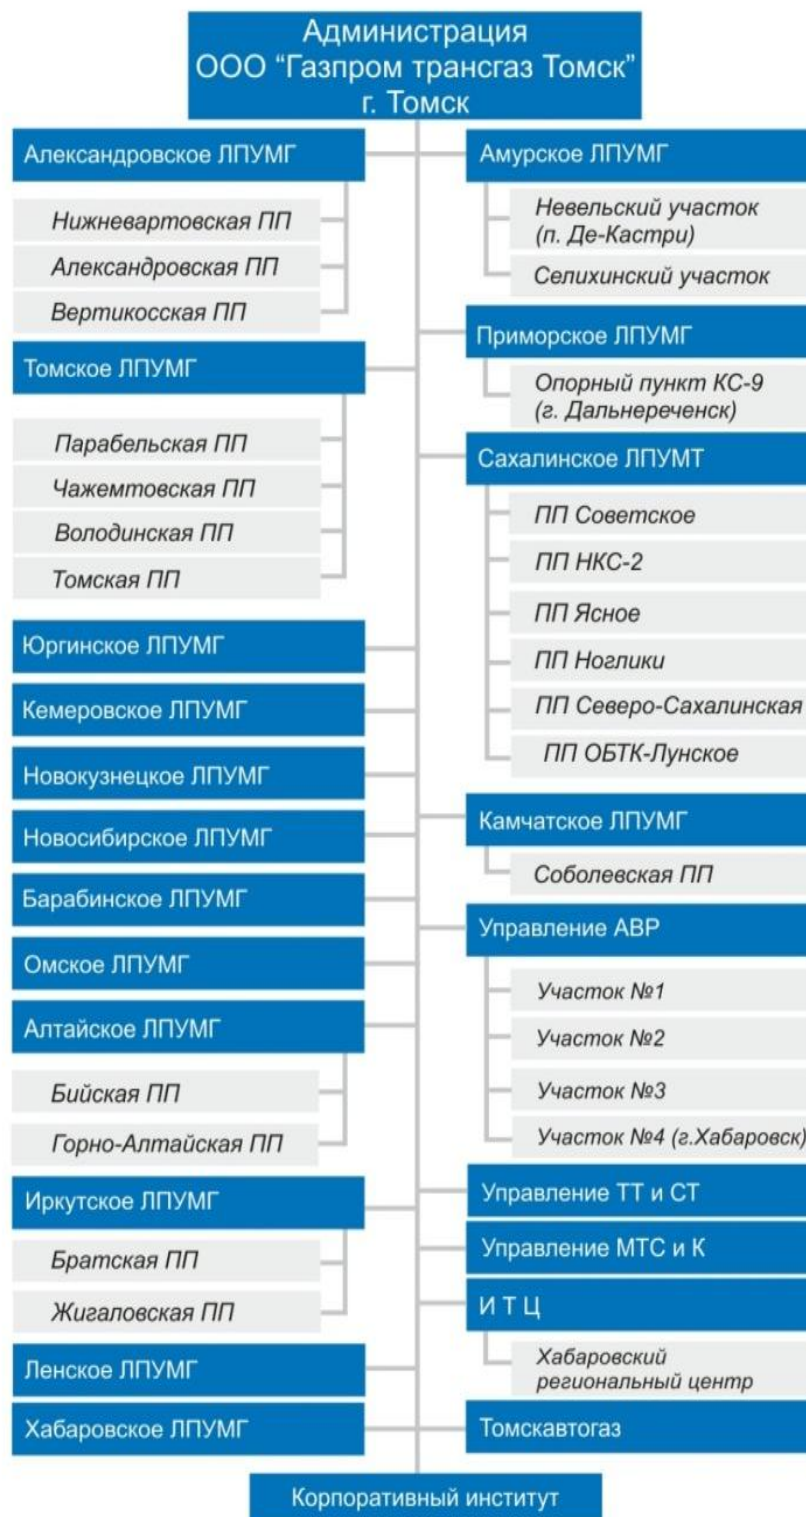 Администрация
ООО “Газпром трансгаз Томск”
г. Томск
Александровское ЛПУМГ
Нижневартовская ПП
Александровская ПП
Вертикосская ПП
Томское ЛПУМГ
Парабельская ПП
Чажемтовская ПП
Володинская ПП
Томская ПП
Юргинское ЛПУМГ
Кемеровское ЛПУМГ
Новокузнецкое ЛПУМГ
Новосибирское ЛПУМГ
Барабинское ЛПУМГ
Омское ЛПУМГ
Алтайское ЛПУМГ
Бийская ПП
Горно-Алтайская ПП
Иркутское ЛПУМГ
Братская ПП
Жигаловская ПП
Ленское ЛПУМГ
Хабаровское ЛПУМГ
Амурское ЛПУМГ
Невельский участок
(п. Де-Кастри)
Селихинский участок
Приморское ЛПУМГ
Опорный пункт КС-9
(г. Дальнереченск)
Сахалинское ЛПУМТ
ПП Советское
ПП НКС-2
ПП Ясное
ПП Ноглики
ПП Северо-Сахалинская
ПП ОБТК-Лунское
Камчатское ЛПУМГ
Соболевская ПП
Управление АВР
Участок №1
Участок №2
Участок №3
Участок №4 (г.Хабаровск)
Управление ТТ и СТ
Управление МТС и К
И Т Ц
Хабаровский
региональный центр
Томскавтогаз
Корпоративный институт